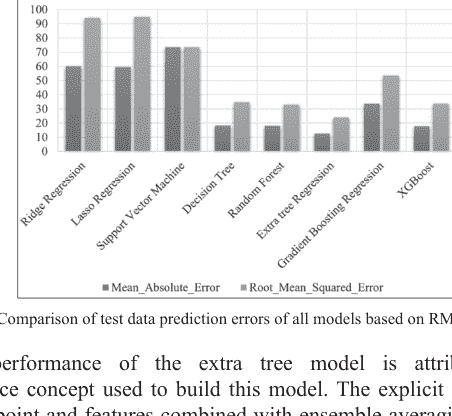 100
90
80
70
60
50
40
30
20
10
0
Ridge Regression
Lasso Regression
Support Vector Machine
Decision Tree
Random Forest
Extra tree Regression
Gradient Boosting Regression
XGBoost
Mean_Absolute_Error Root_Mean_Squared_Error
Comparison of test data prediction errors of all models based on RM
performance of the extra tree model is attrib
ce concept used to build this model. The explicit
point and features combined with ensemble averagi